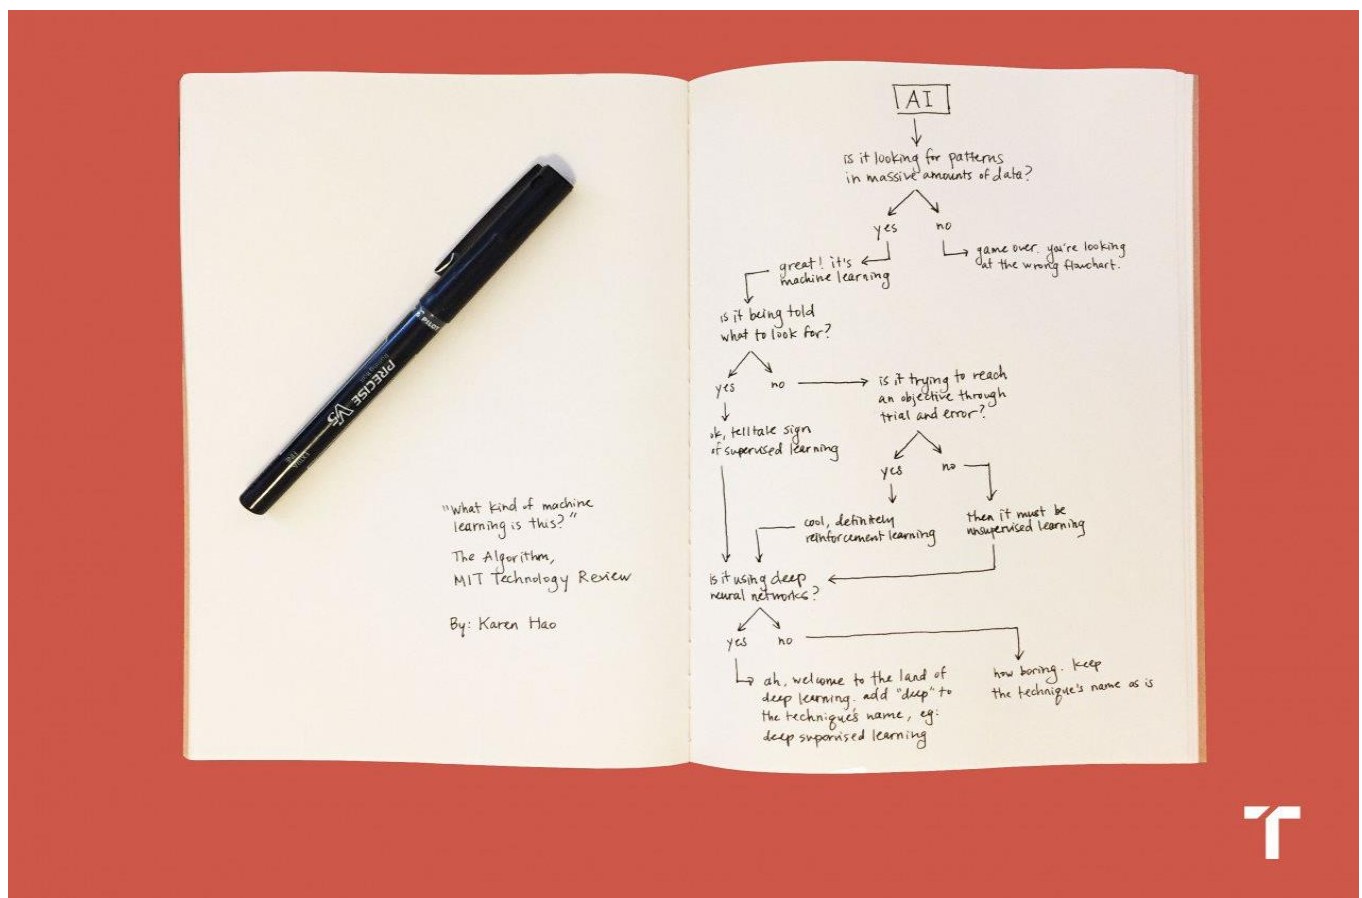 PILOT
PRECISE V5
Rolling Ball
EXTRA
FINE
"What kind of machine
learning is this?"
The Algorithm,
MIT Technology Review
By: Karen Hao
AI
is it looking for patterns
in massive amounts of data?
yes
no
great! it's
machine learning
game over. you're looking
at the wrong flowchart.
is it being told
what to look for?
yes
no
is it trying to reach
an objective through
trial and error?
ok, telltale sign
of supervised learning
yes
no
cool, definitely
reinforcement learning
then it must be
unsupervised learning
is it using deep
neural networks?
yes
no
ah, welcome to the land of
deep learning. add "deep" to
the technique's name, eg:
deep supervised learning
how boring. keep
the technique's name as is